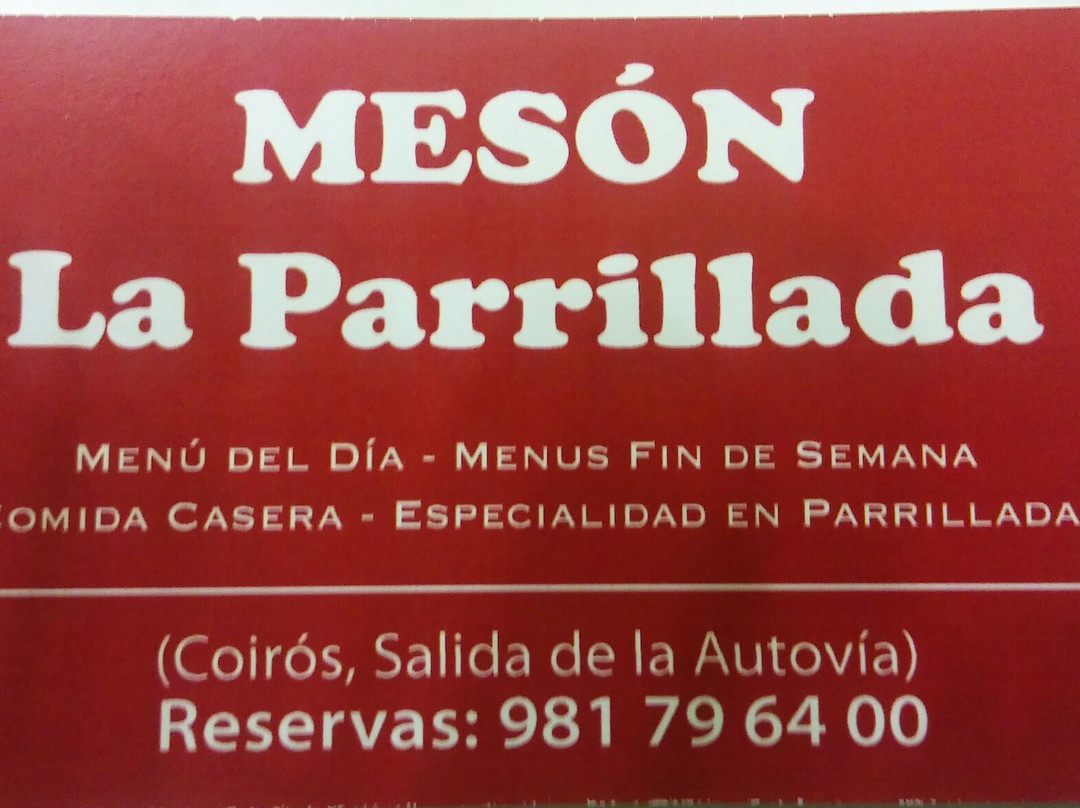 MESÓN
La Parrillada
MENÚ DEL DÍA - MENUS FIN DE SEMANA
COMIDA CASERA - ESPECIALIDAD EN PARRILLADA
(Coirós, Salida de la Autovía)
Reservas: 981 79 64 00